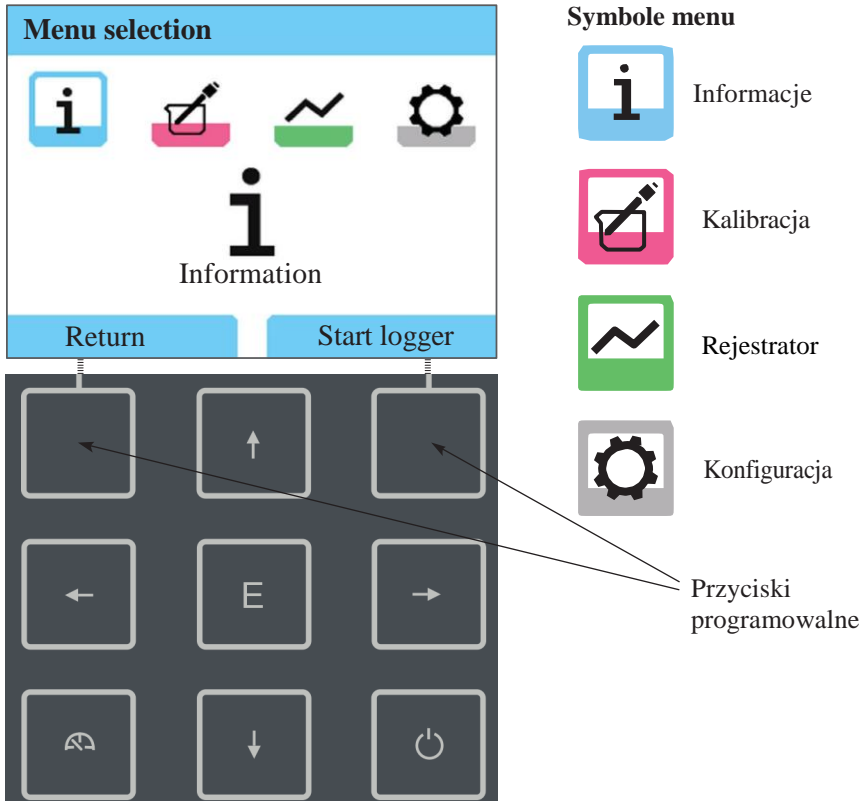 Menu selection
Information
Return
Start logger
E
Symbole menu
Informacje
Kalibracja
Rejestrator
Konfiguracja
Przyciski
programowalne